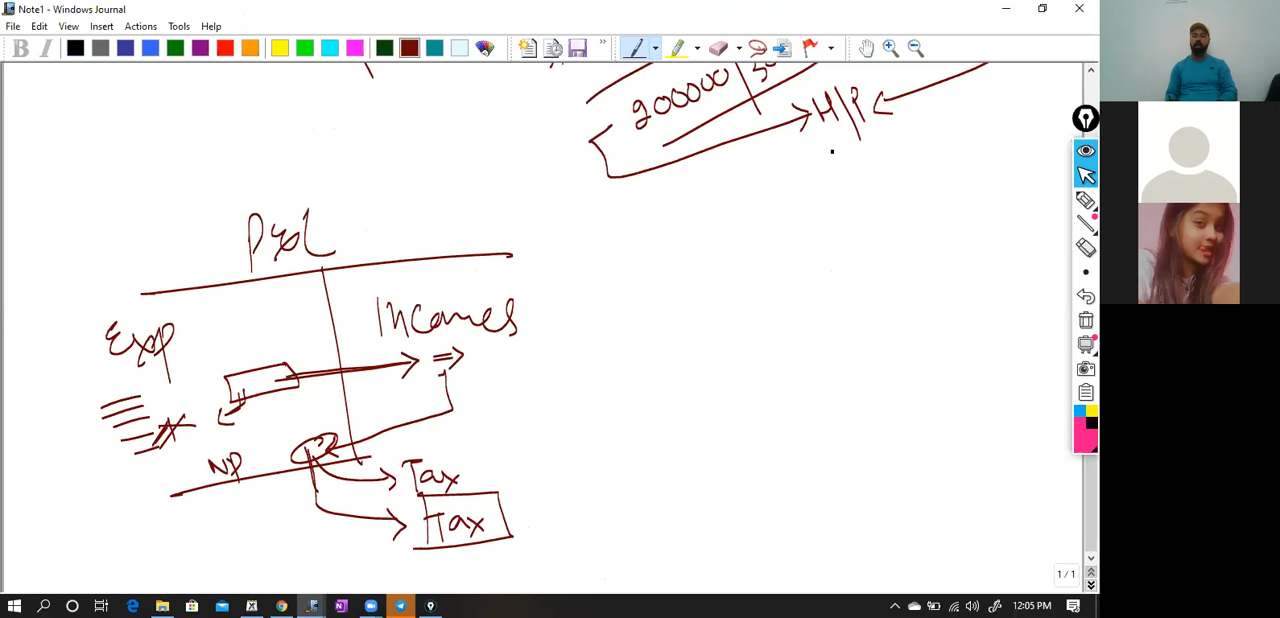 Note1 - Windows Journal
File Edit View Insert Actions Tools Help
B I
200000
H/P
P&L
Exp
Incomes
NP
Tax
Tax
1 / 1
12:05 PM